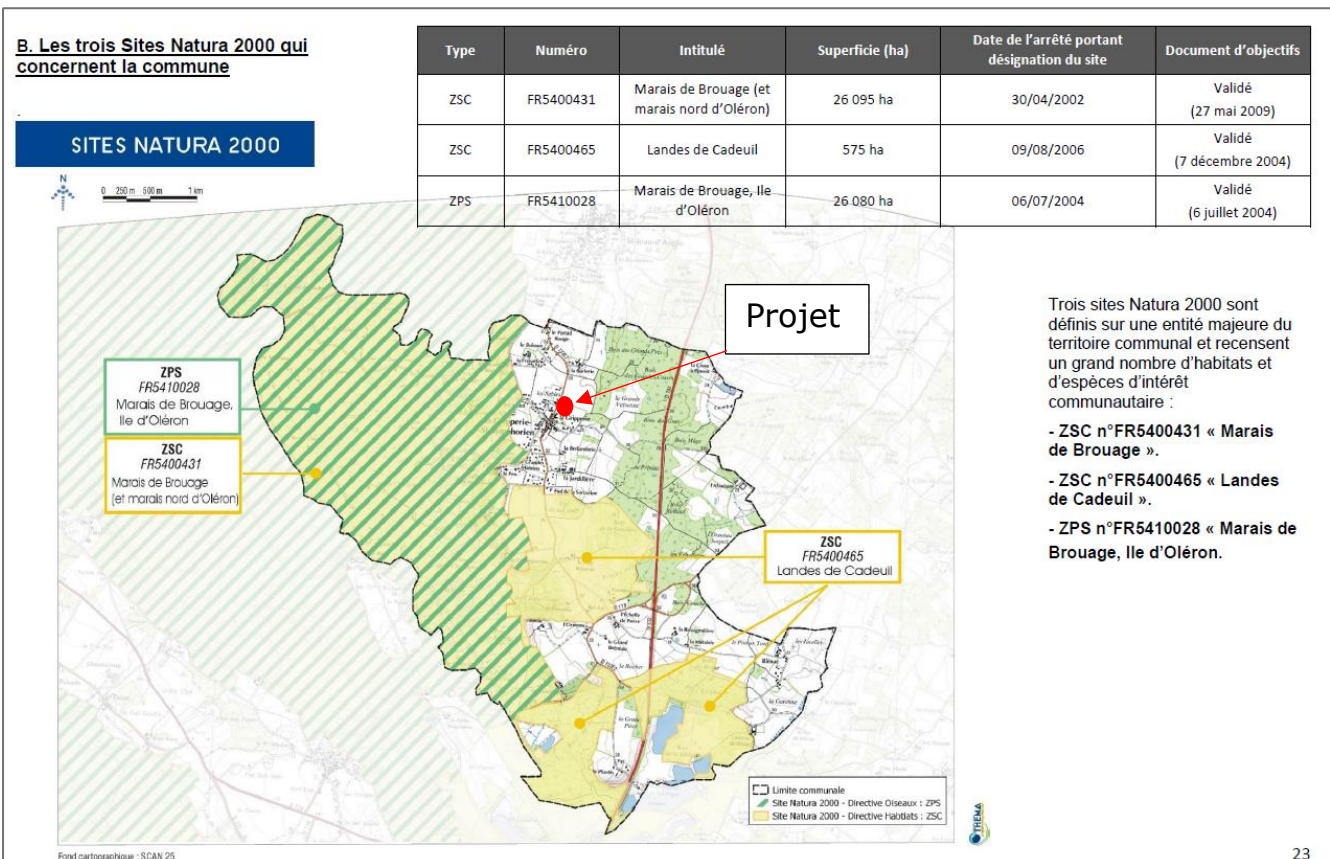 B. Les trois Sites Natura 2000 qui
concernent la commune
.
Type Numéro Intitulé Superficie (ha) Date de l'arrêté portant désignation du site Document d'objectifs
ZSC FR5400431 Marais de Brouage (et marais nord d'Oléron) 26 095 ha 30/04/2002 Validé (27 mai 2009)
ZSC FR5400465 Landes de Cadeuil 575 ha 09/08/2006 Validé (7 décembre 2004)
ZPS FR5410028 Marais de Brouage, Ile d'Oléron 26 080 ha 06/07/2004 Validé (6 juillet 2004)
SITES NATURA 2000
N
0 250 m 500 m 1 km
Projet
ZPS
FR5410028
Marais de Brouage,
Ile d'Oléron
ZSC
FR5400431
Marais de Brouage
(et marais nord d'Oléron)
ZSC
FR5400465
Landes de Cadeuil
la Jardillière
Blénac
Trois sites Natura 2000 sont
définis sur une entité majeure du
territoire communal et recensent
un grand nombre d'habitats et
d'espèces d'intérêt
communautaire :
- ZSC n°FR5400431 « Marais
de Brouage ».
- ZSC n°FR5400465 « Landes
de Cadeuil ».
- ZPS n°FR5410028 « Marais de
Brouage, Ile d'Oléron.
Limite communale
Site Natura 2000 - Directive Oiseaux : ZPS
Site Natura 2000 - Directive Habitats : ZSC
THEMA
Fond cartographique : SCAN 25
23